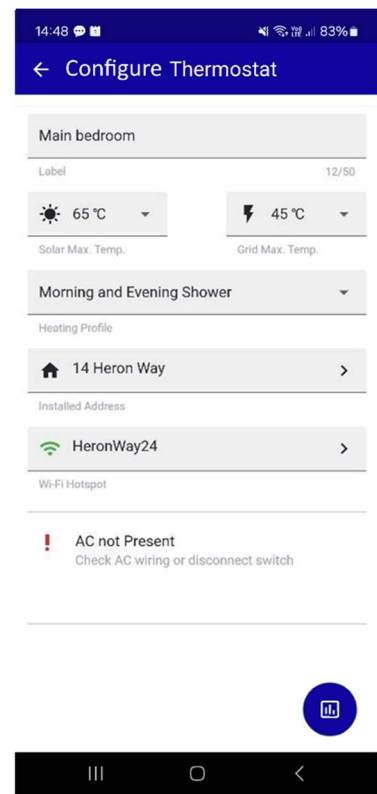 14:48 83%
Configure Thermostat
Main bedroom
Label 12/50
65 °C 45 °C
Solar Max. Temp. Grid Max. Temp.
Morning and Evening Shower
Heating Profile
14 Heron Way
Installed Address
HeronWay24
Wi-Fi Hotspot
AC not Present
Check AC wiring or disconnect switch